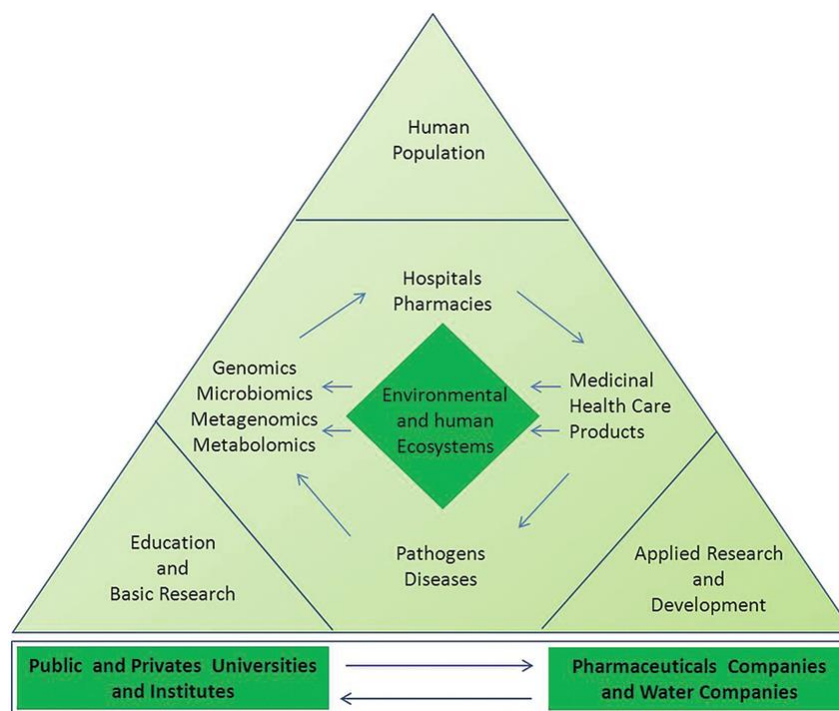 Human
Population
Hospitals
Pharmacies
Genomics
Microbiomics
Metagenomics
Metabolomics
Environmental
and human
Ecosystems
Medicinal
Health Care
Products
Pathogens
Diseases
Education
and
Basic Research
Applied Research
and
Development
Public and Privates Universities
and Institutes
Pharmaceuticals Companies
and Water Companies